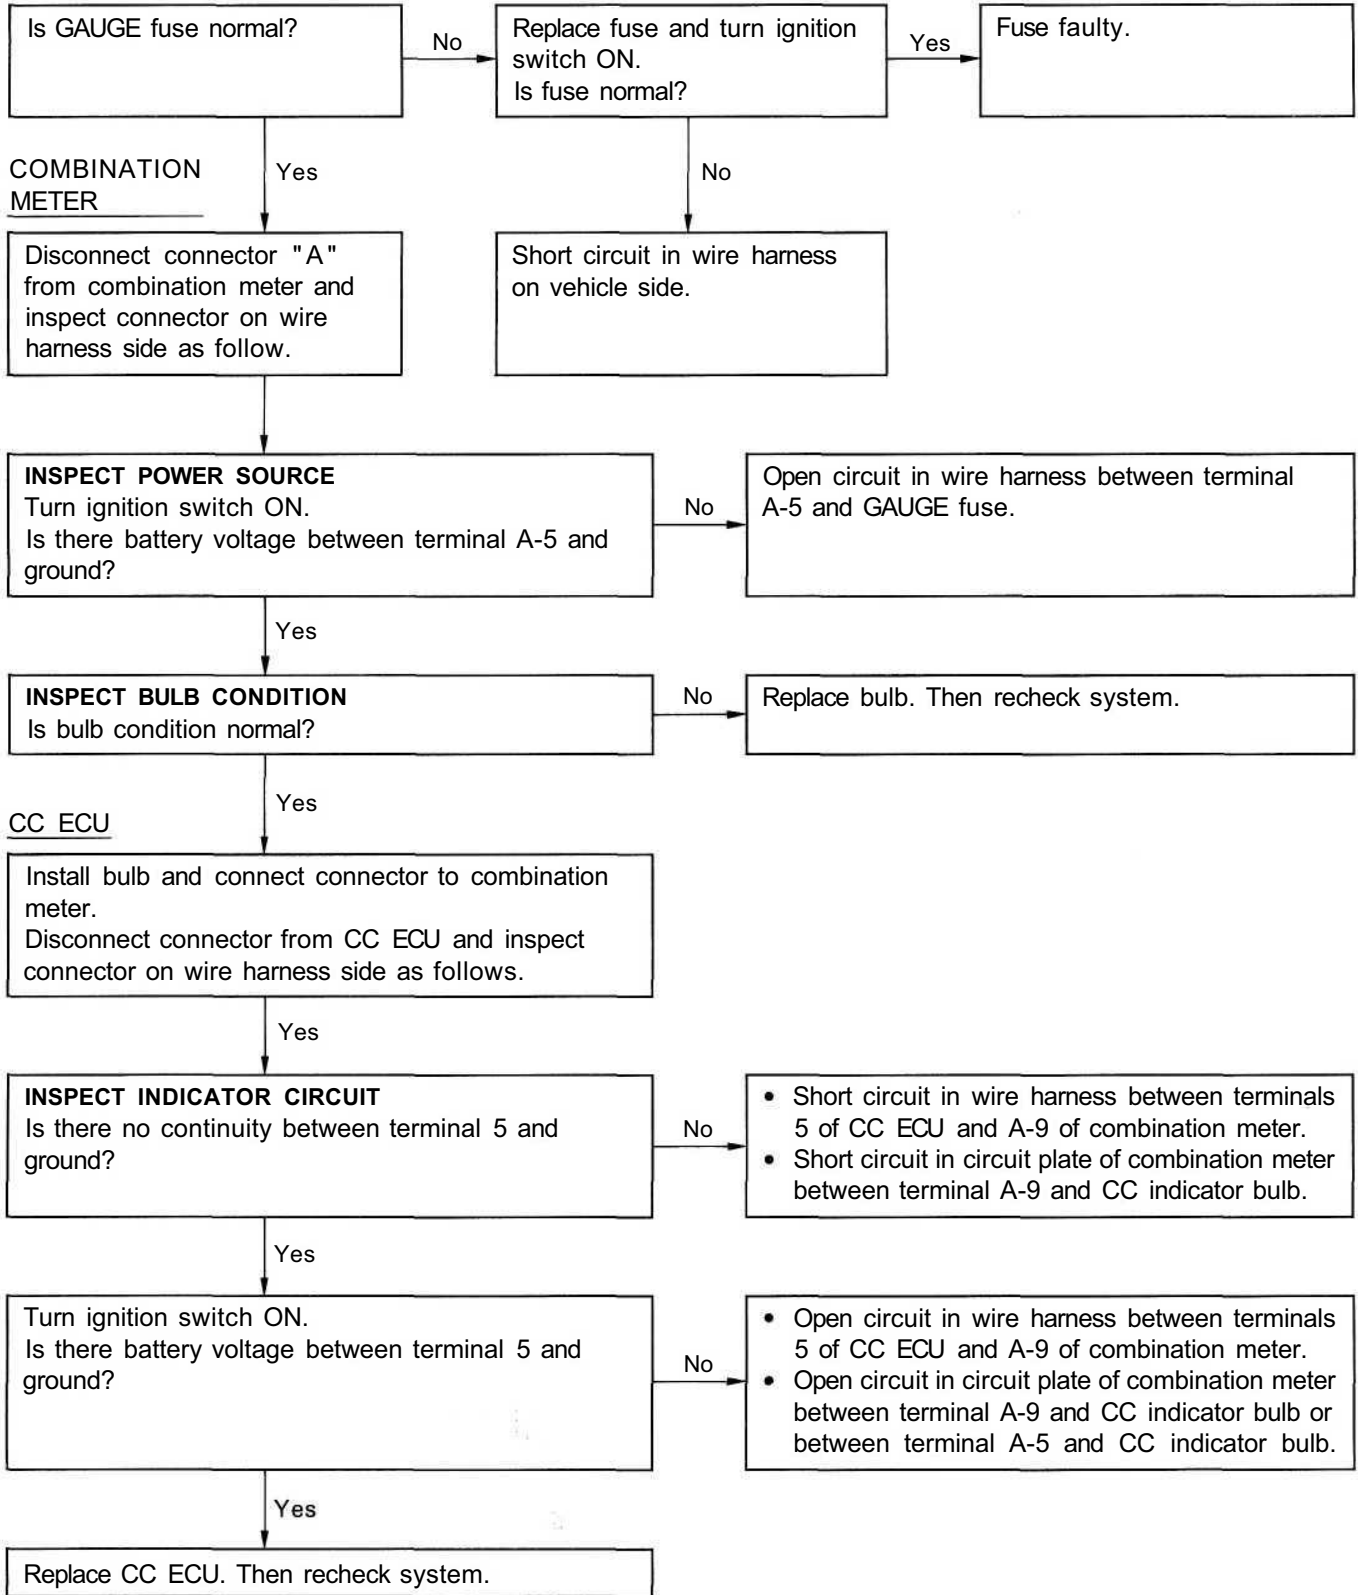 Is GAUGE fuse normal?
No
Replace fuse and turn ignition
switch ON.
Is fuse normal?
Yes
Fuse faulty.
COMBINATION
METER
Yes
No
Disconnect connector "A"
from combination meter and
inspect connector on wire
harness side as follow.
Short circuit in wire harness
on vehicle side.
INSPECT POWER SOURCE
Turn ignition switch ON.
Is there battery voltage between terminal A-5 and
ground?
No
Open circuit in wire harness between terminal
A-5 and GAUGE fuse.
Yes
INSPECT BULB CONDITION
Is bulb condition normal?
No
Replace bulb. Then recheck system.
Yes
CC ECU
Install bulb and connect connector to combination
meter.
Disconnect connector from CC ECU and inspect
connector on wire harness side as follows.
Yes
INSPECT INDICATOR CIRCUIT
Is there no continuity between terminal 5 and
ground?
No
• Short circuit in wire harness between terminals
5 of CC ECU and A-9 of combination meter.
• Short circuit in circuit plate of combination meter
between terminal A-9 and CC indicator bulb.
Yes
Turn ignition switch ON.
Is there battery voltage between terminal 5 and
ground?
No
• Open circuit in wire harness between terminals
5 of CC ECU and A-9 of combination meter.
• Open circuit in circuit plate of combination meter
between terminal A-9 and CC indicator bulb or
between terminal A-5 and CC indicator bulb.
Yes
Replace CC ECU. Then recheck system.